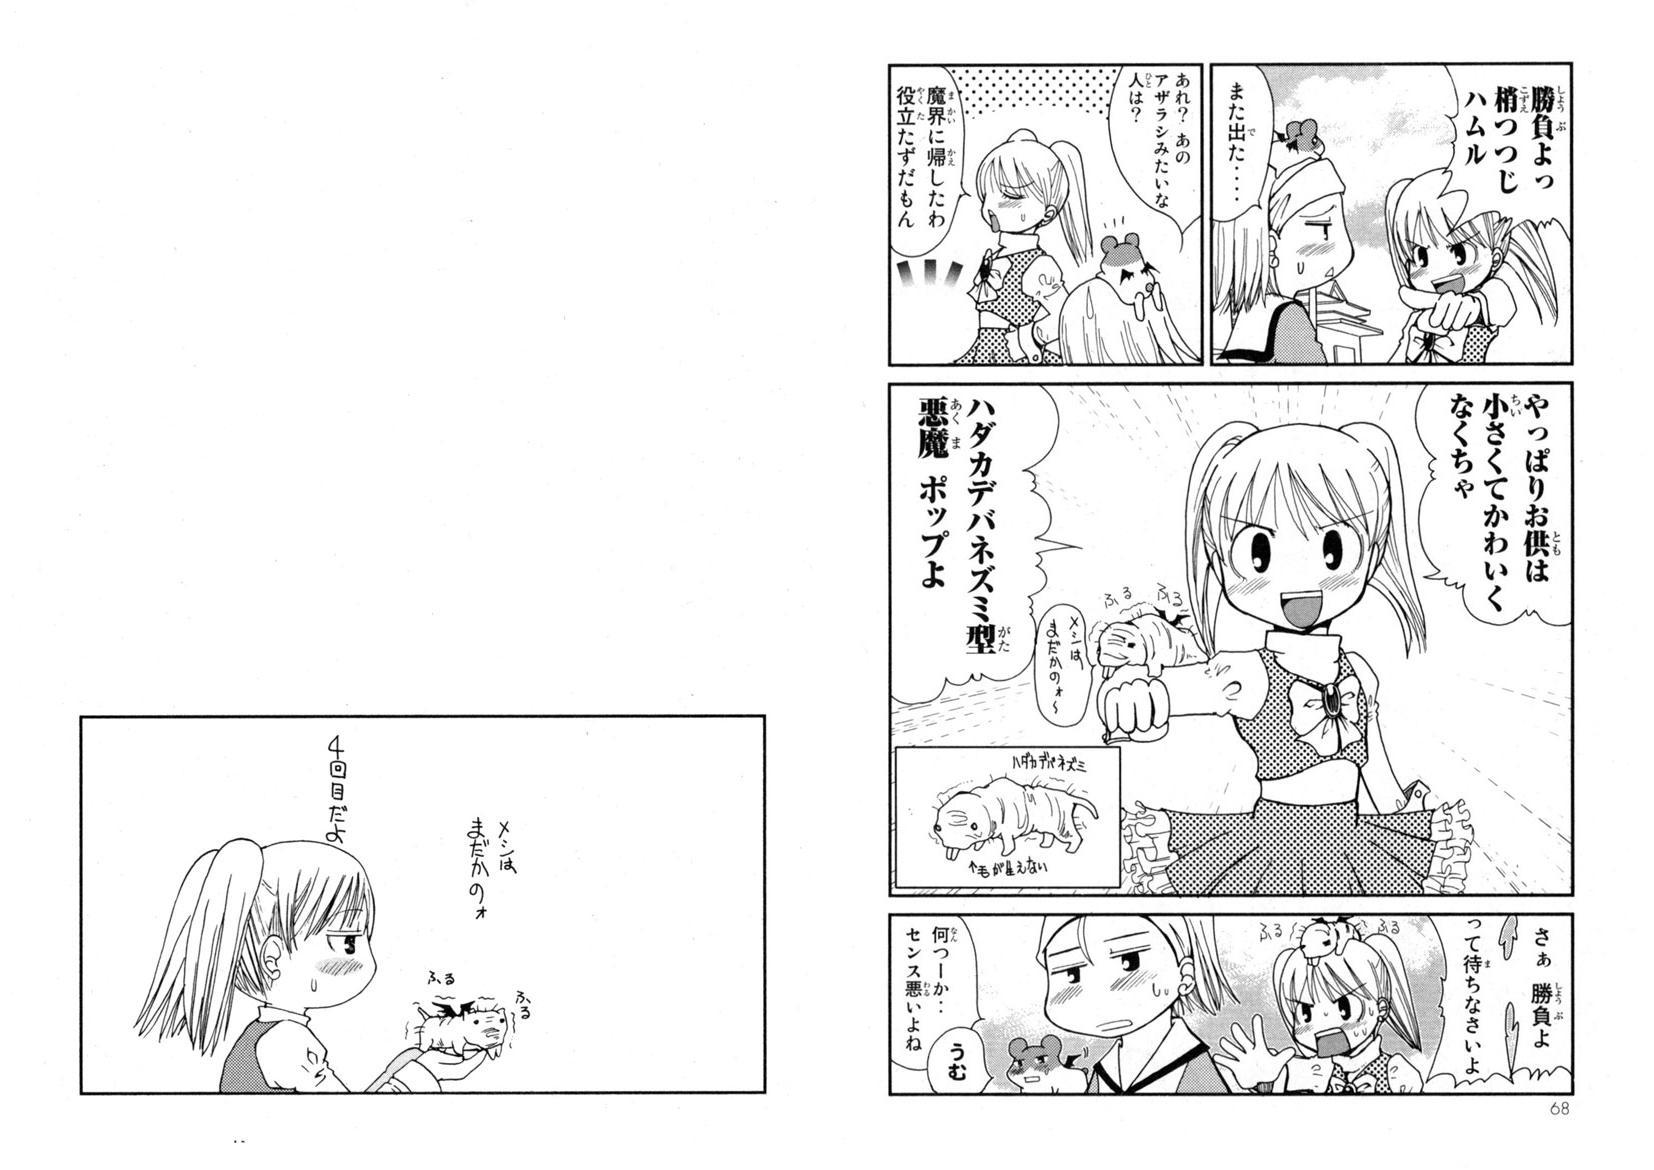 勝負よっ
梢つつじ
ハムル
また出た‥‥
あれ？ あの
アザラシみたいな
人は？
魔界に帰したわ
役立たずだもん
やっぱりお供は
小さくてかわいく
なくちゃ
ハダカデバネズミ型
悪魔 ポップよ
ふる
ふる
メシは
まだかのォ〜
ハダカデバネズミ
↑毛が生えない
さぁ 勝負よ
って待ちなさいよ
ふる
ふる
何つーか‥
センス悪いよね
うむ
68
メシは
まだかのォ
4回目だよ
ふる
ふる